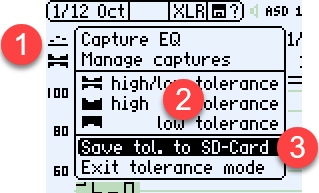 1/12 Oct XLR ?) ASD 1
1 Capture EQ 1/
Manage captures
high/low tolerance
100 high 2 tolerance
low tolerance
80
Save tol. to SD-Card 3
60 Exit tolerance mode